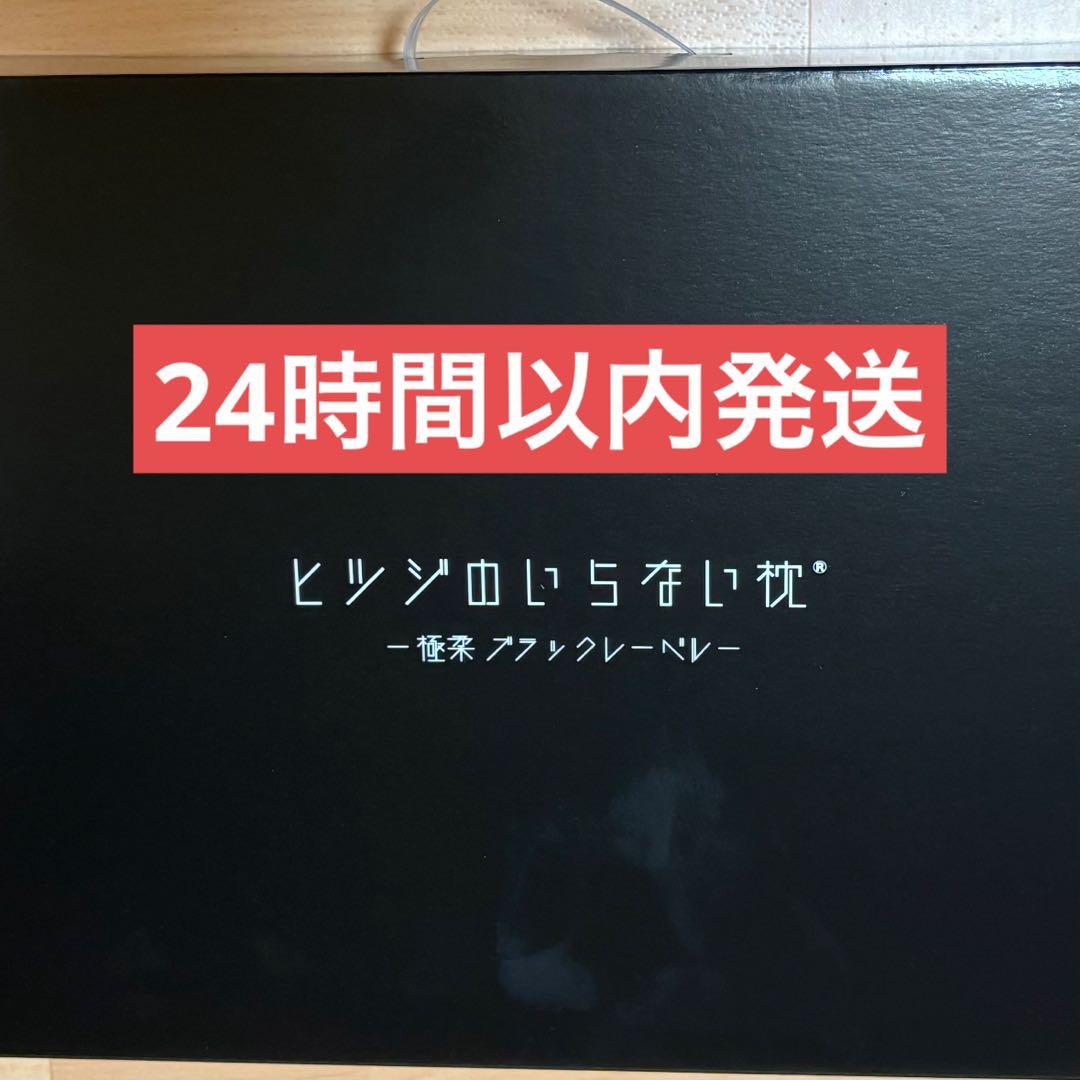 24時間以内発送
ヒツジのいらない枕®
ー極柔 ブラックレーベルー